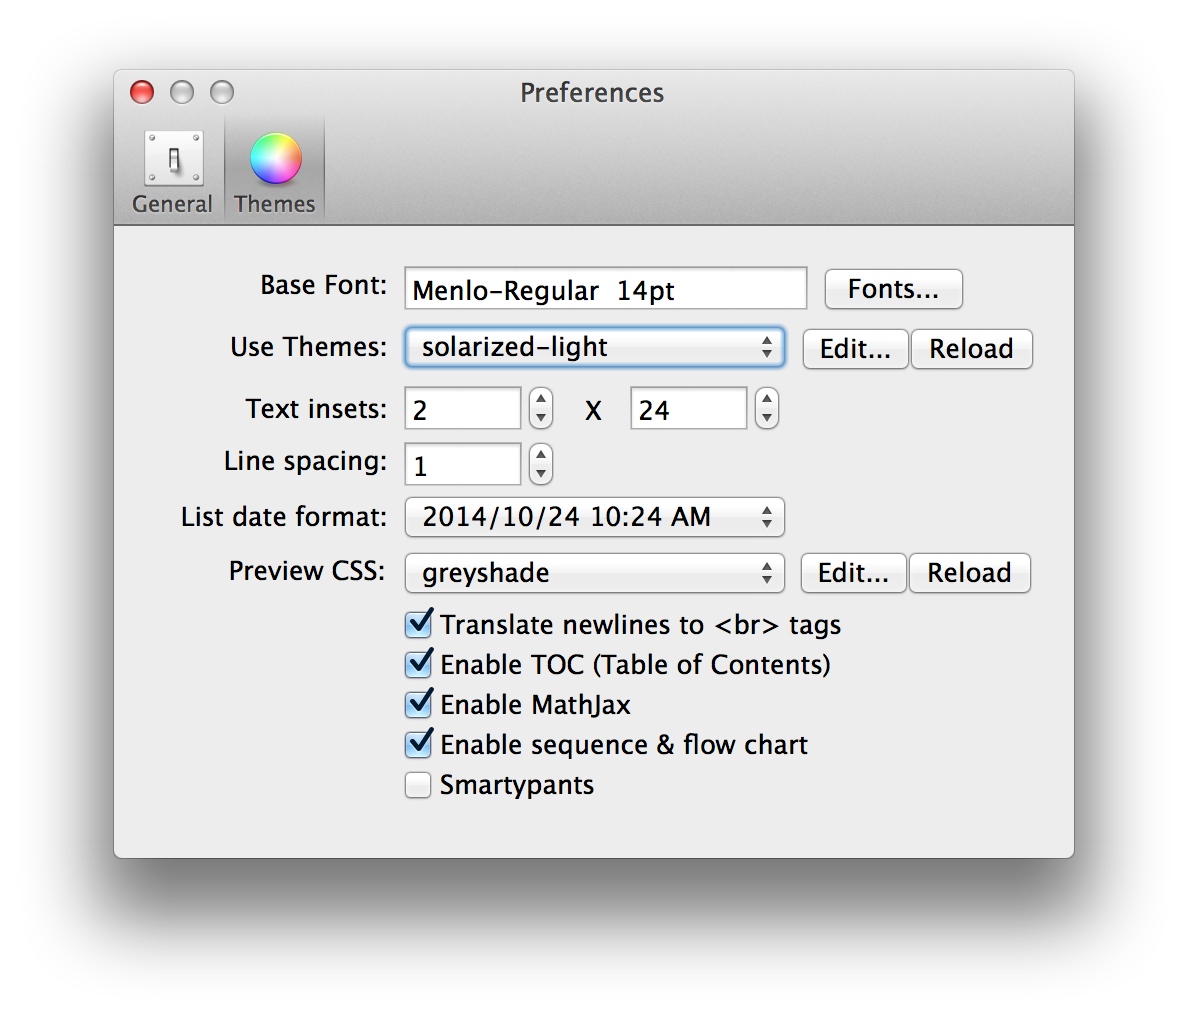 Preferences
General Themes
Base Font: Menlo-Regular 14pt Fonts...
Use Themes: solarized-light Edit... Reload
Text insets: 2 X 24
Line spacing: 1
List date format: 2014/10/24 10:24 AM
Preview CSS: greyshade Edit... Reload
Translate newlines to <br> tags
Enable TOC (Table of Contents)
Enable MathJax
Enable sequence & flow chart
Smartypants